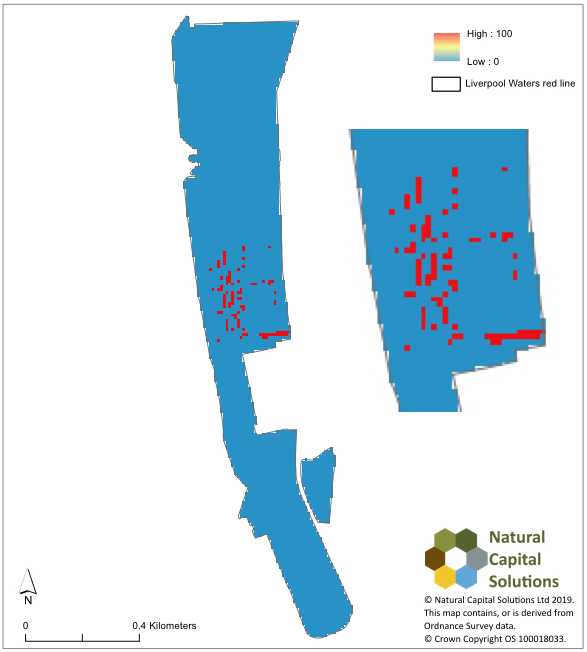 High : 100
Low : 0
Liverpool Waters red line
N
0
0.4 Kilometers
Natural
Capital
Solutions
© Natural Capital Solutions Ltd 2019.
This map contains, or is derived from
Ordnance Survey data.
© Crown Copyright OS 100018033.